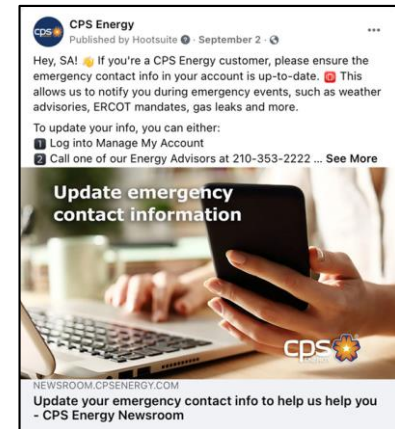 cps
CPS Energy
Published by Hootsuite · September 2 ·
Hey, SA! 👋 If you're a CPS Energy customer, please ensure the
emergency contact info in your account is up-to-date. 🚨 This
allows us to notify you during emergency events, such as weather
advisories, ERCOT mandates, gas leaks and more.
To update your info, you can either:
1️⃣ Log into Manage My Account
2️⃣ Call one of our Energy Advisors at 210-353-2222 ... See More
Update emergency
contact information
cps
NEWSROOM.CPSENERGY.COM
Update your emergency contact info to help us help you
- CPS Energy Newsroom